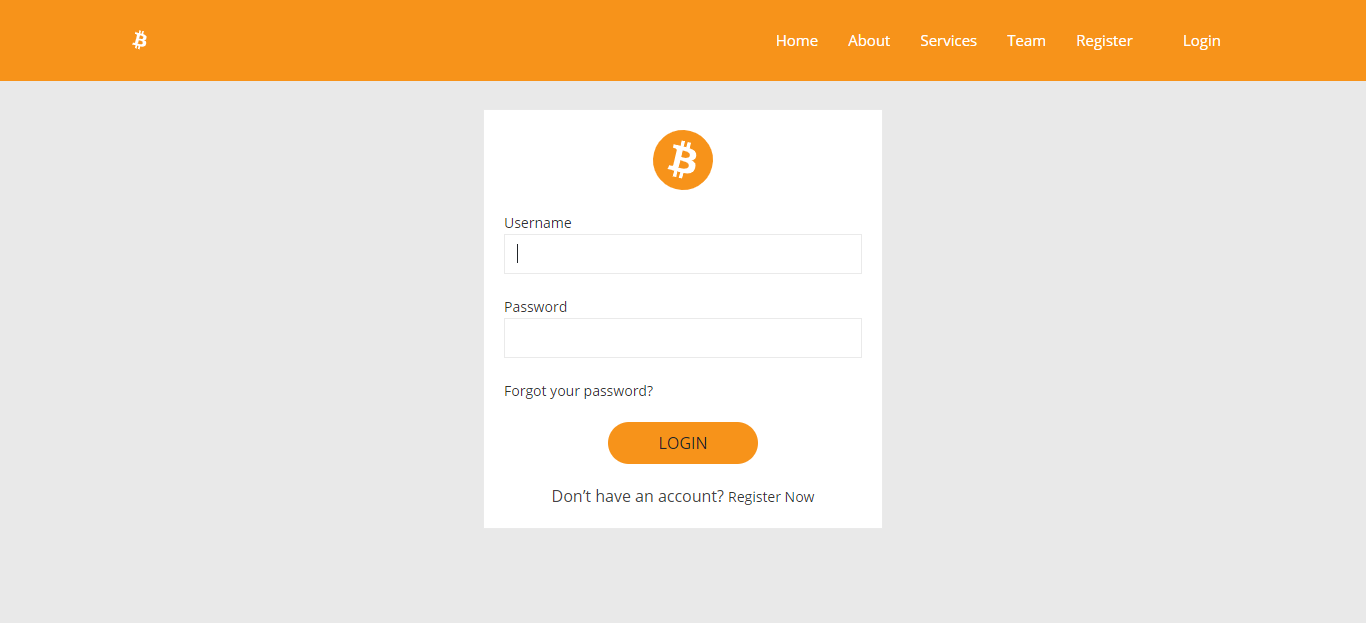 Home About Services Team Register Login
Username
Password
Forgot your password?
LOGIN
Don’t have an account? Register Now